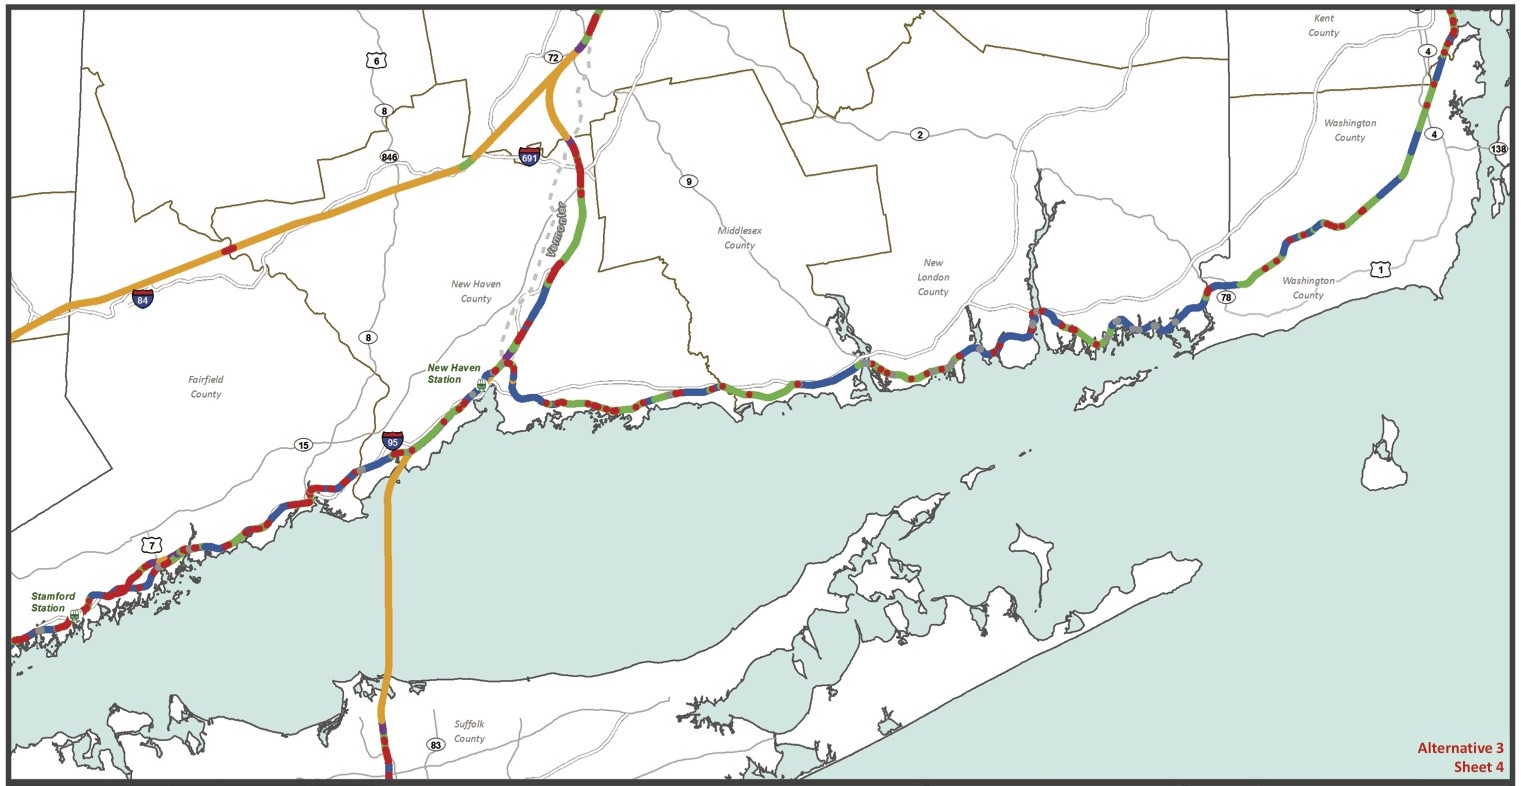 Kent
County
6
72
4
8
2
4
Washington
County
138
846
691
9
Vermonter
Middlesex
County
New
London
County
1
Washington
County
New Haven
County
84
78
8
New Haven
Station
Fairfield
County
95
15
7
Stamford
Station
Suffolk
County
83
Alternative 3
Sheet 4